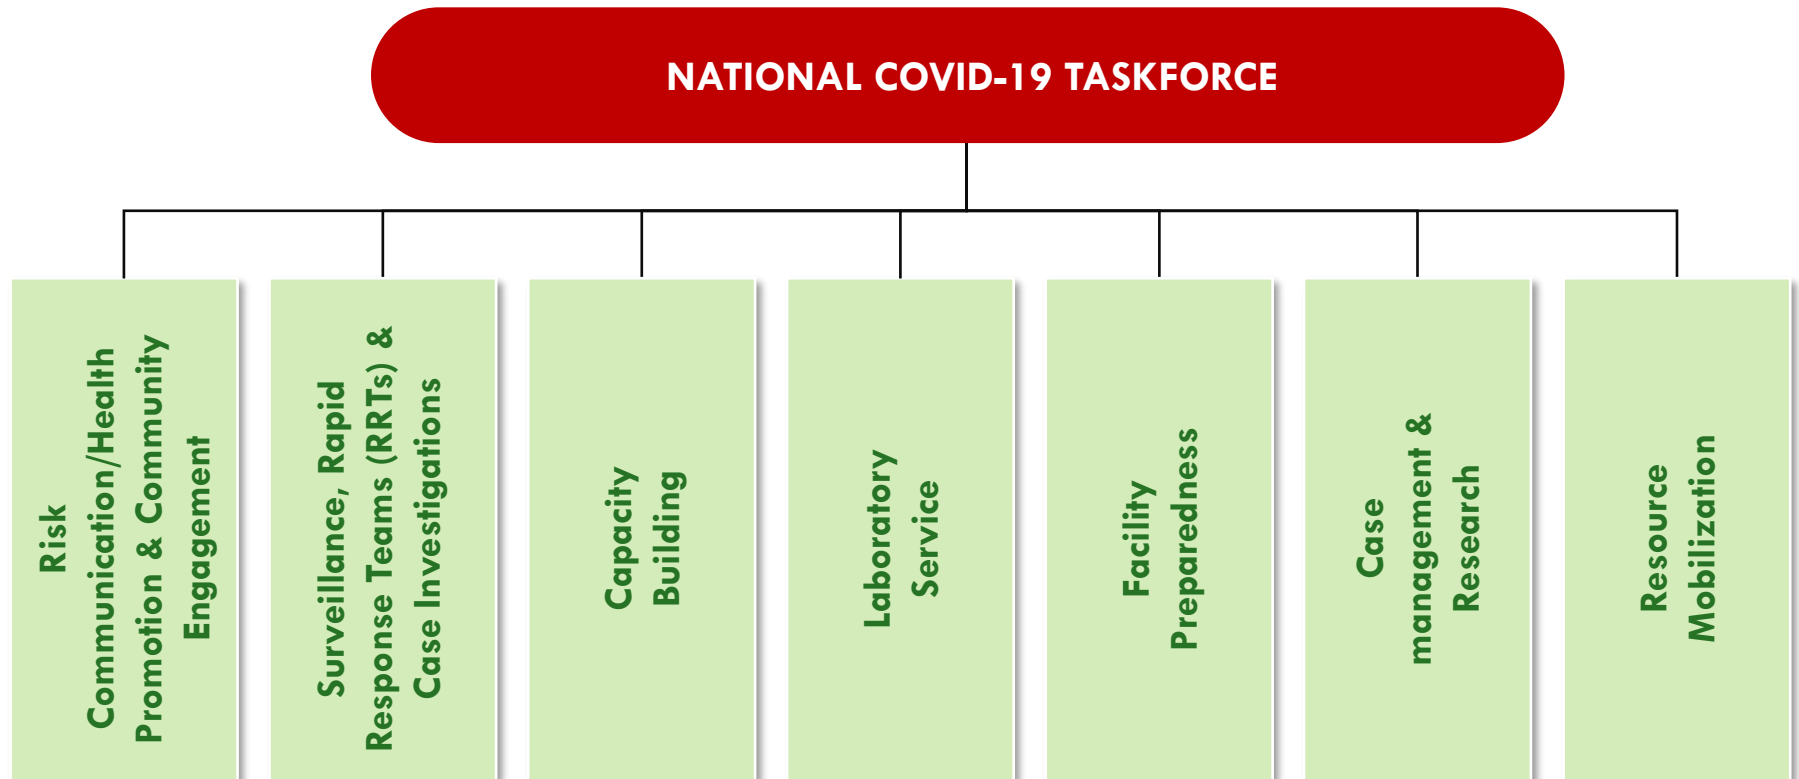 NATIONAL COVID-19 TASKFORCE
Risk
Communication/Health
Promotion & Community
Engagement
Surveillance, Rapid
Response Teams (RRTs) &
Case Investigations
Capacity
Building
Laboratory
Service
Facility
Preparedness
Case
management &
Research
Resource
Mobilization